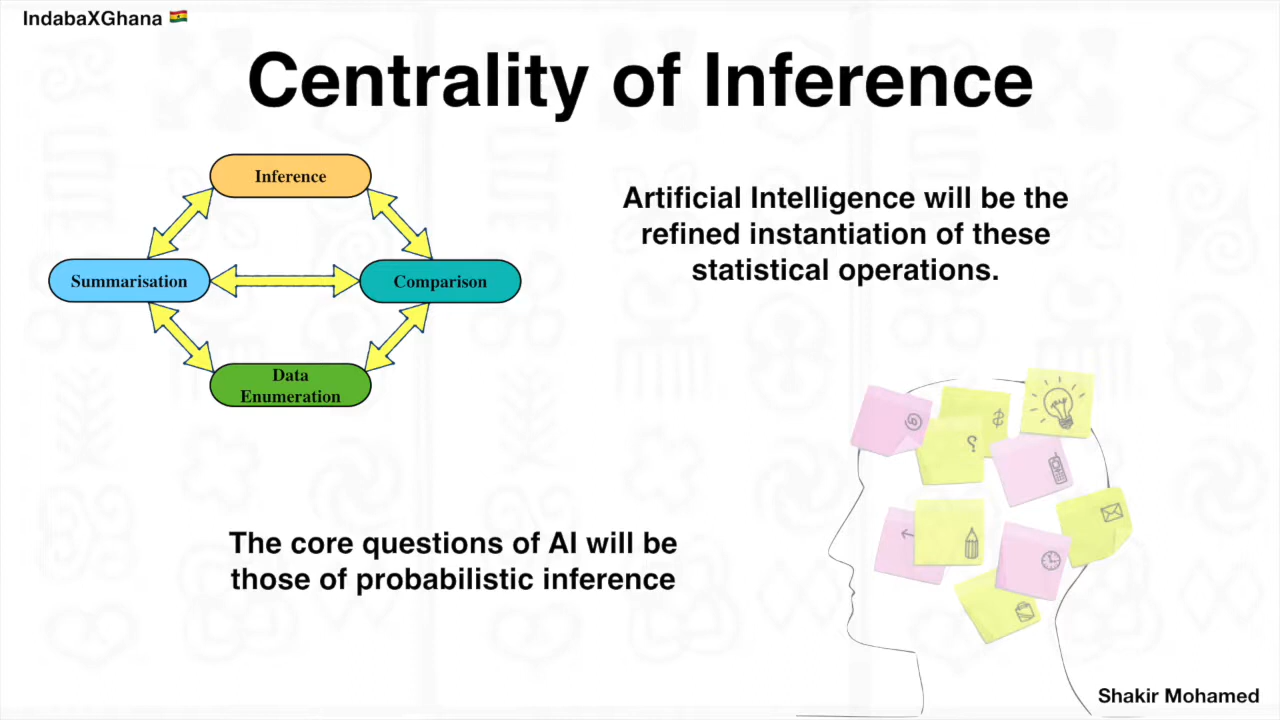 IndabaXGhana 🇬🇭
Centrality of Inference
Inference
Summarisation
Comparison
Data
Enumeration
Artificial Intelligence will be the
refined instantiation of these
statistical operations.
@
$
?
The core questions of AI will be
those of probabilistic inference
Shakir Mohamed